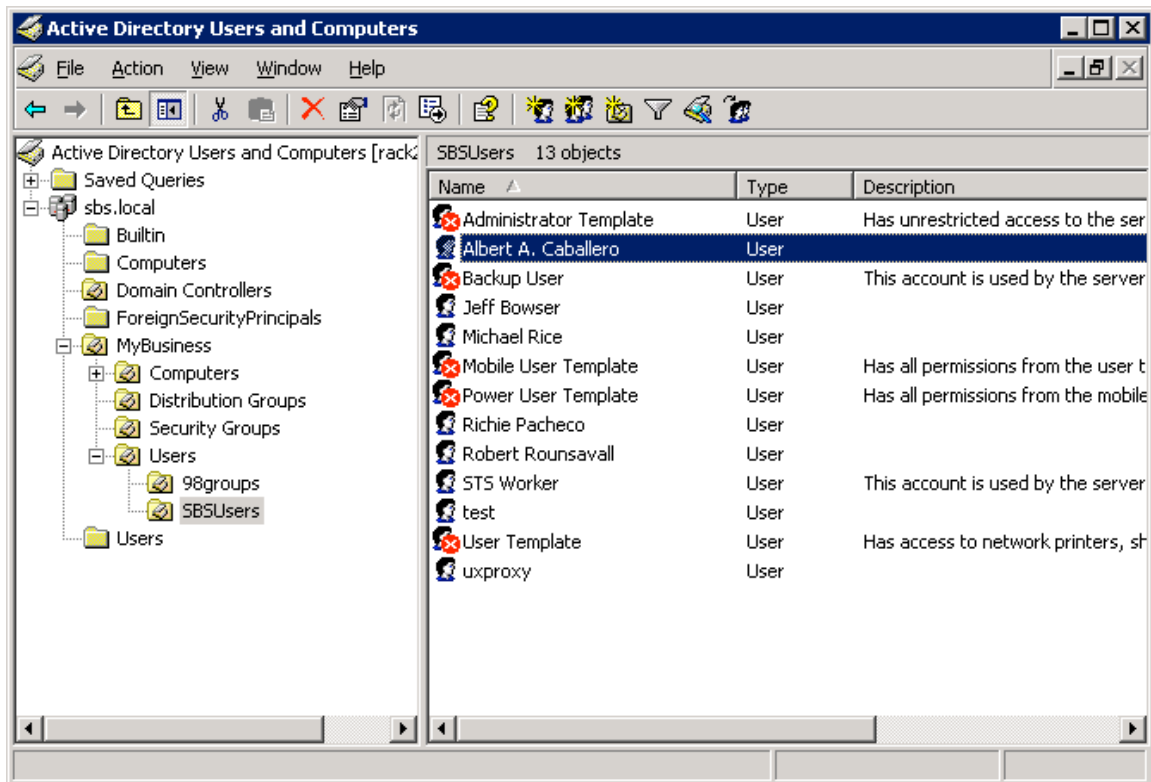 Active Directory Users and Computers
File Action View Window Help
Active Directory Users and Computers [rack2
Saved Queries
sbs.local
Builtin
Computers
Domain Controllers
ForeignSecurityPrincipals
MyBusiness
Computers
Distribution Groups
Security Groups
Users
98groups
SBSUsers
Users
SBSUsers 13 objects
Name Type Description
Administrator Template User Has unrestricted access to the ser
Albert A. Caballero User
Backup User User This account is used by the server
Jeff Bowser User
Michael Rice User
Mobile User Template User Has all permissions from the user t
Power User Template User Has all permissions from the mobile
Richie Pacheco User
Robert Rounsavall User
STS Worker User This account is used by the server
test User
User Template User Has access to network printers, sh
uxproxy User